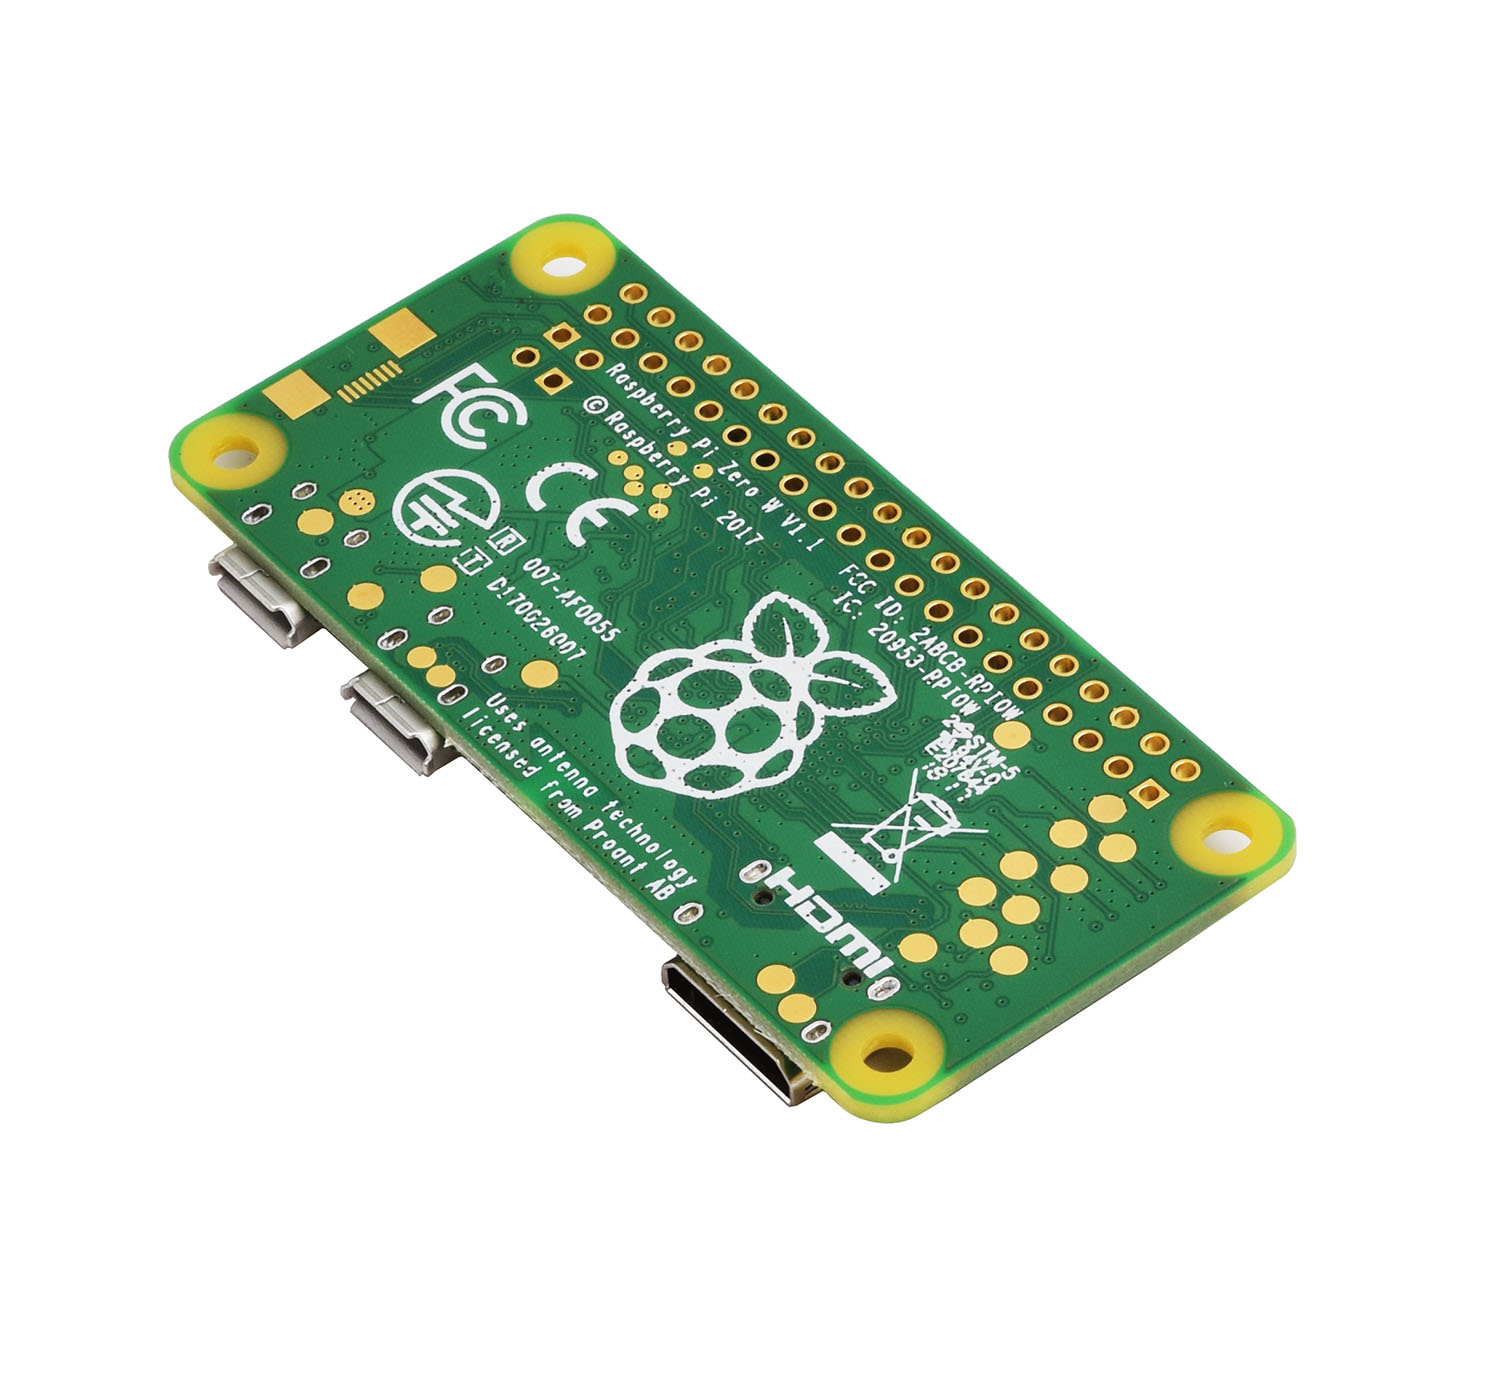 Raspberry Pi Zero W V1.1
©Raspberry Pi 2017
FCC ID: 2ABCB-RPI0W
IC: 20953-RPI0W
FC
CE
R 007-AF0055
T D170026007
Uses antenna technology
licensed from Proant AB
HDMI